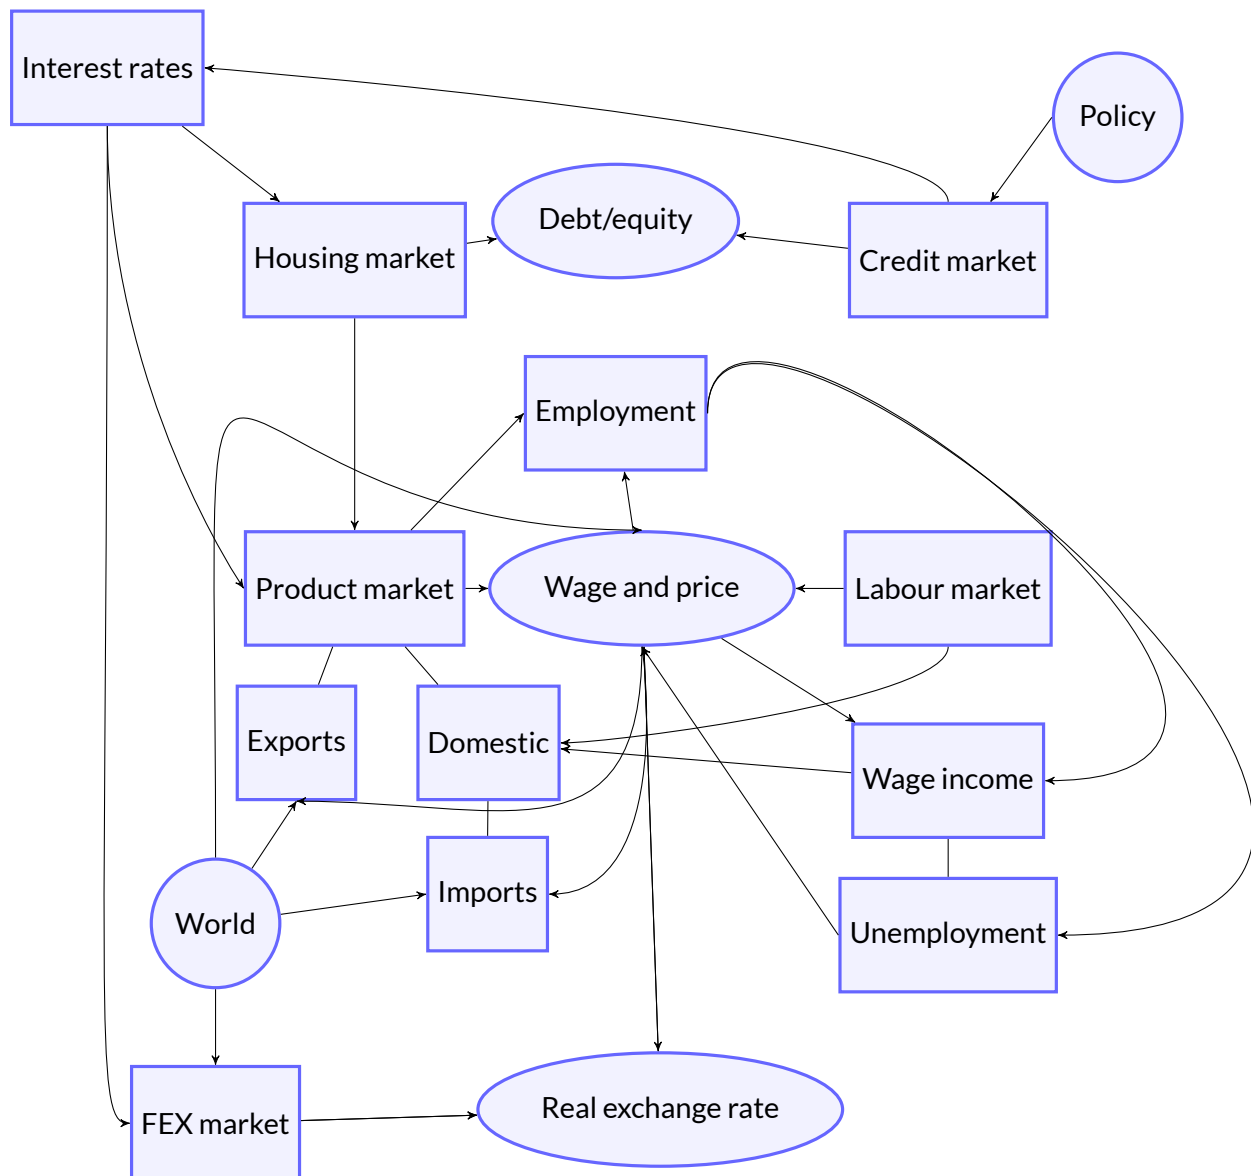 Interest rates
Policy
Debt/equity
Housing market
Credit market
Employment
Product market
Wage and price
Labour market
Exports
Domestic
Wage income
Imports
World
Unemployment
Real exchange rate
FEX market